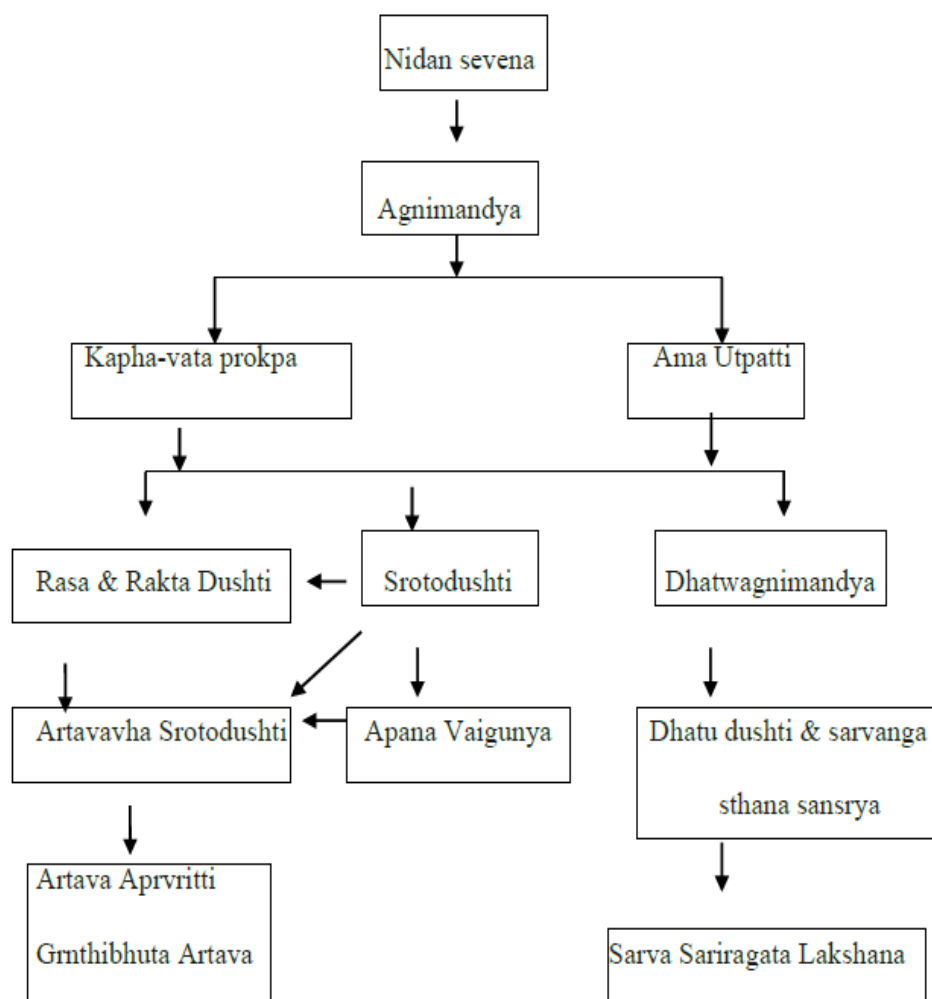 Nidan sevena
Agnimandya
Kapha-vata prokpa
Ama Utpatti
Rasa & Rakta Dushti
Srotodushti
Dhatwagnimandya
Artavavha Srotodushti
Apana Vaigunya
Dhatu dushti & sarvanga
sthana sansrya
Artava Aprvritti
Grnthibhuta Artava
Sarva Sariragata Lakshana